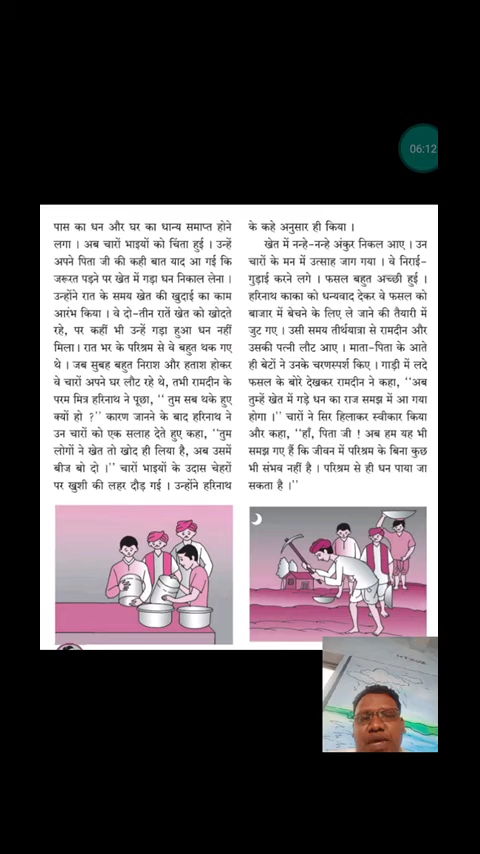 06:12
पास का धन और घर का धान्य समाप्त होने
लगा । अब चारों भाइयों को चिंता हुई । उन्हें
अपने पिता जी की कही बात याद आ गई कि
जरूरत पड़ने पर खेत में गड़ा धन निकाल लेना ।
उन्होंने रात के समय खेत की खुदाई का काम
आरंभ किया । वे दो-तीन रातें खेत को खोदते
रहे, पर कहीं भी उन्हें गड़ा हुआ धन नहीं
मिला । रात भर के परिश्रम से वे बहुत थक गए
थे । जब सुबह बहुत निराश और हताश होकर
वे चारों अपने घर लौट रहे थे, तभी रामदीन के
परम मित्र हरिनाथ ने पूछा, ‘‘ तुम सब थके हुए
क्यों हो ?’’ कारण जानने के बाद हरिनाथ ने
उन चारों को एक सलाह देते हुए कहा, ‘‘तुम
लोगों ने खेत तो खोद ही लिया है, अब उसमें
बीज बो दो ।’’ चारों भाइयों के उदास चेहरों
पर खुशी की लहर दौड़ गई । उन्होंने हरिनाथ
के कहे अनुसार ही किया ।
खेत में नन्हे-नन्हे अंकुर निकल आए । उन
चारों के मन में उत्साह जाग गया । वे निराई-
गुड़ाई करने लगे । फसल बहुत अच्छी हुई ।
हरिनाथ काका को धन्यवाद देकर वे फसल को
बाजार में बेचने के लिए ले जाने की तैयारी में
जुट गए । उसी समय तीर्थयात्रा से रामदीन और
उसकी पत्नी लौट आए । माता-पिता के आते
ही बेटों ने उनके चरणस्पर्श किए । गाड़ी में लदे
फसल के बोरे देखकर रामदीन ने कहा, ‘‘अब
तुम्हें खेत में गड़े धन का राज समझ में आ गया
होगा ।’’ चारों ने सिर हिलाकर स्वीकार किया
और कहा, ‘‘हाँ, पिता जी ! अब हम यह भी
समझ गए हैं कि जीवन में परिश्रम के बिना कुछ
भी संभव नहीं है । परिश्रम से ही धन पाया जा
सकता है ।’’